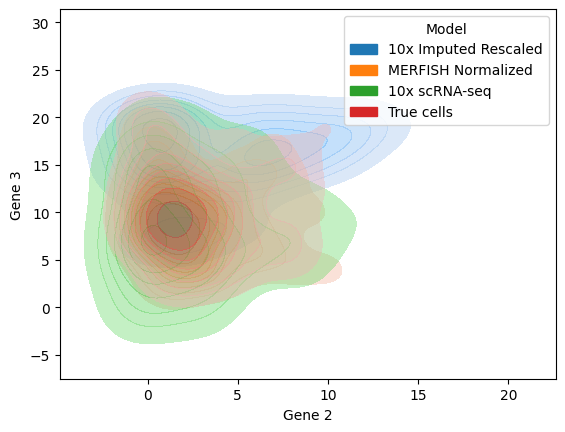 Model
10x Imputed Rescaled
MERFISH Normalized
10x scRNA-seq
True cells
30
25
20
15
10
5
0
−5
Gene 3
0 5 10 15 20
Gene 2